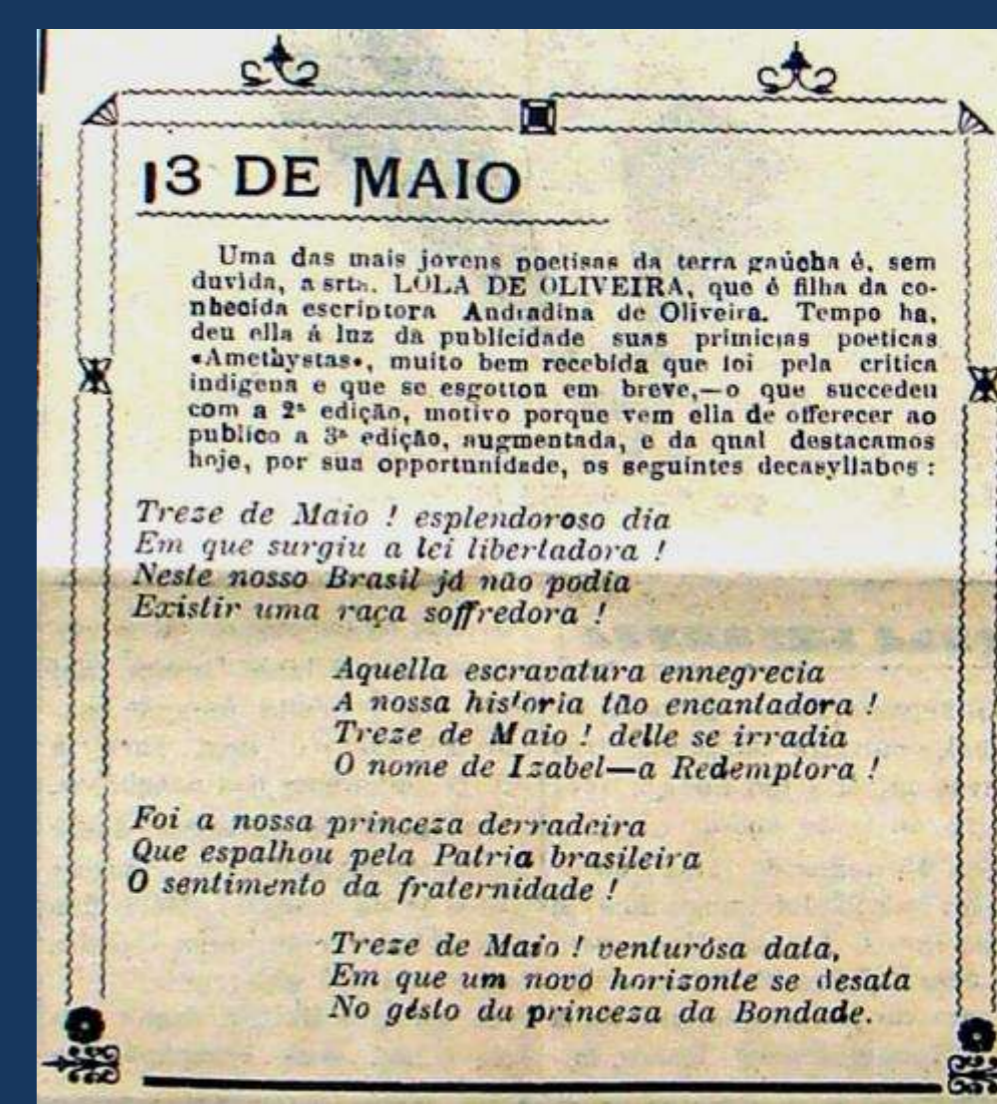 13 DE MAIO
Uma das mais jovens poetisas da terra gaúcha é, sem
duvida, a srta. LOLA DE OLIVEIRA, que é filha da co-
nhecida escriptora Andradina de Oliveira. Tempo ha,
deu ella á luz da publicidade suas primicias poeticas
«Amethystas», muito bem recebida que foi pela critica
indigena e que se esgottou em breve,—o que succedeu
com a 2ª edição, motivo porque vem ella de offerecer ao
publico a 3ª edição, augmentada, e da qual destacamos
hoje, por sua opportunidade, os seguintes decasyllabos :
Treze de Maio ! esplendoroso dia
Em que surgiu a lei libertadora !
Neste nosso Brasil já não podia
Existir uma raça soffredora !
Aquella escravatura ennegrecia
A nossa historia tão encantadora !
Treze de Maio ! delle se irradia
O nome de Izabel—a Redemptora !
Foi a nossa princeza derradeira
Que espalhou pela Patria brasileira
O sentimento da fraternidade !
Treze de Maio ! venturósa data,
Em que um novo horizonte se desata
No gésto da princeza da Bondade.